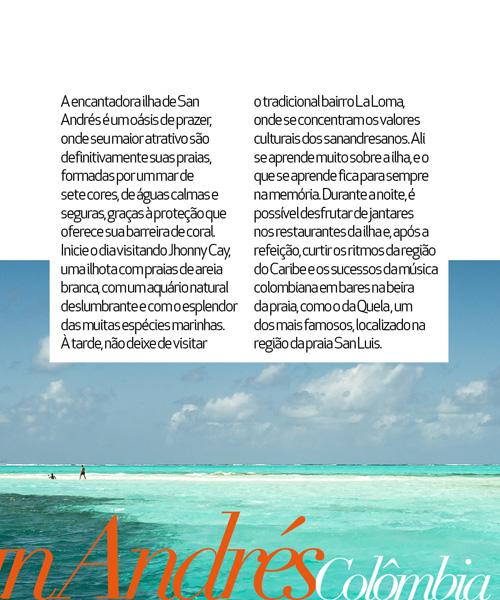 A encantadora ilha de San
Andrés é um oásis de prazer,
onde seu maior atrativo são
definitivamente suas praias,
formadas por um mar de
sete cores, de águas calmas e
seguras, graças à proteção que
oferece sua barreira de coral.
Inicie o dia visitando Jhonny Cay,
uma ilhota com praias de areia
branca, com um aquário natural
deslumbrante e com o esplendor
das muitas espécies marinhas.
À tarde, não deixe de visitar
o tradicional bairro La Loma,
onde se concentram os valores
culturais dos sanandresanos. Ali
se aprende muito sobre a ilha, e o
que se aprende fica para sempre
na memória. Durante a noite, é
possível desfrutar de jantares
nos restaurantes da ilha e, após a
refeição, curtir os ritmos da região
do Caribe e os sucessos da música
colombiana em bares na beira
da praia, como o da Quela, um
dos mais famosos, localizado na
região da praia San Luis.
n Andrés Colômbia